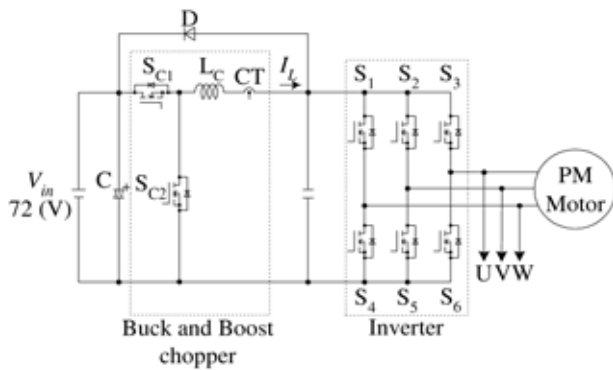 D
S_C1 L_C CT I_L
S_1 S_2 S_3
V_in
72 (V)
C +
S_C2
PM
Motor
U V W
S_4 S_5 S_6
Buck and Boost
chopper
Inverter